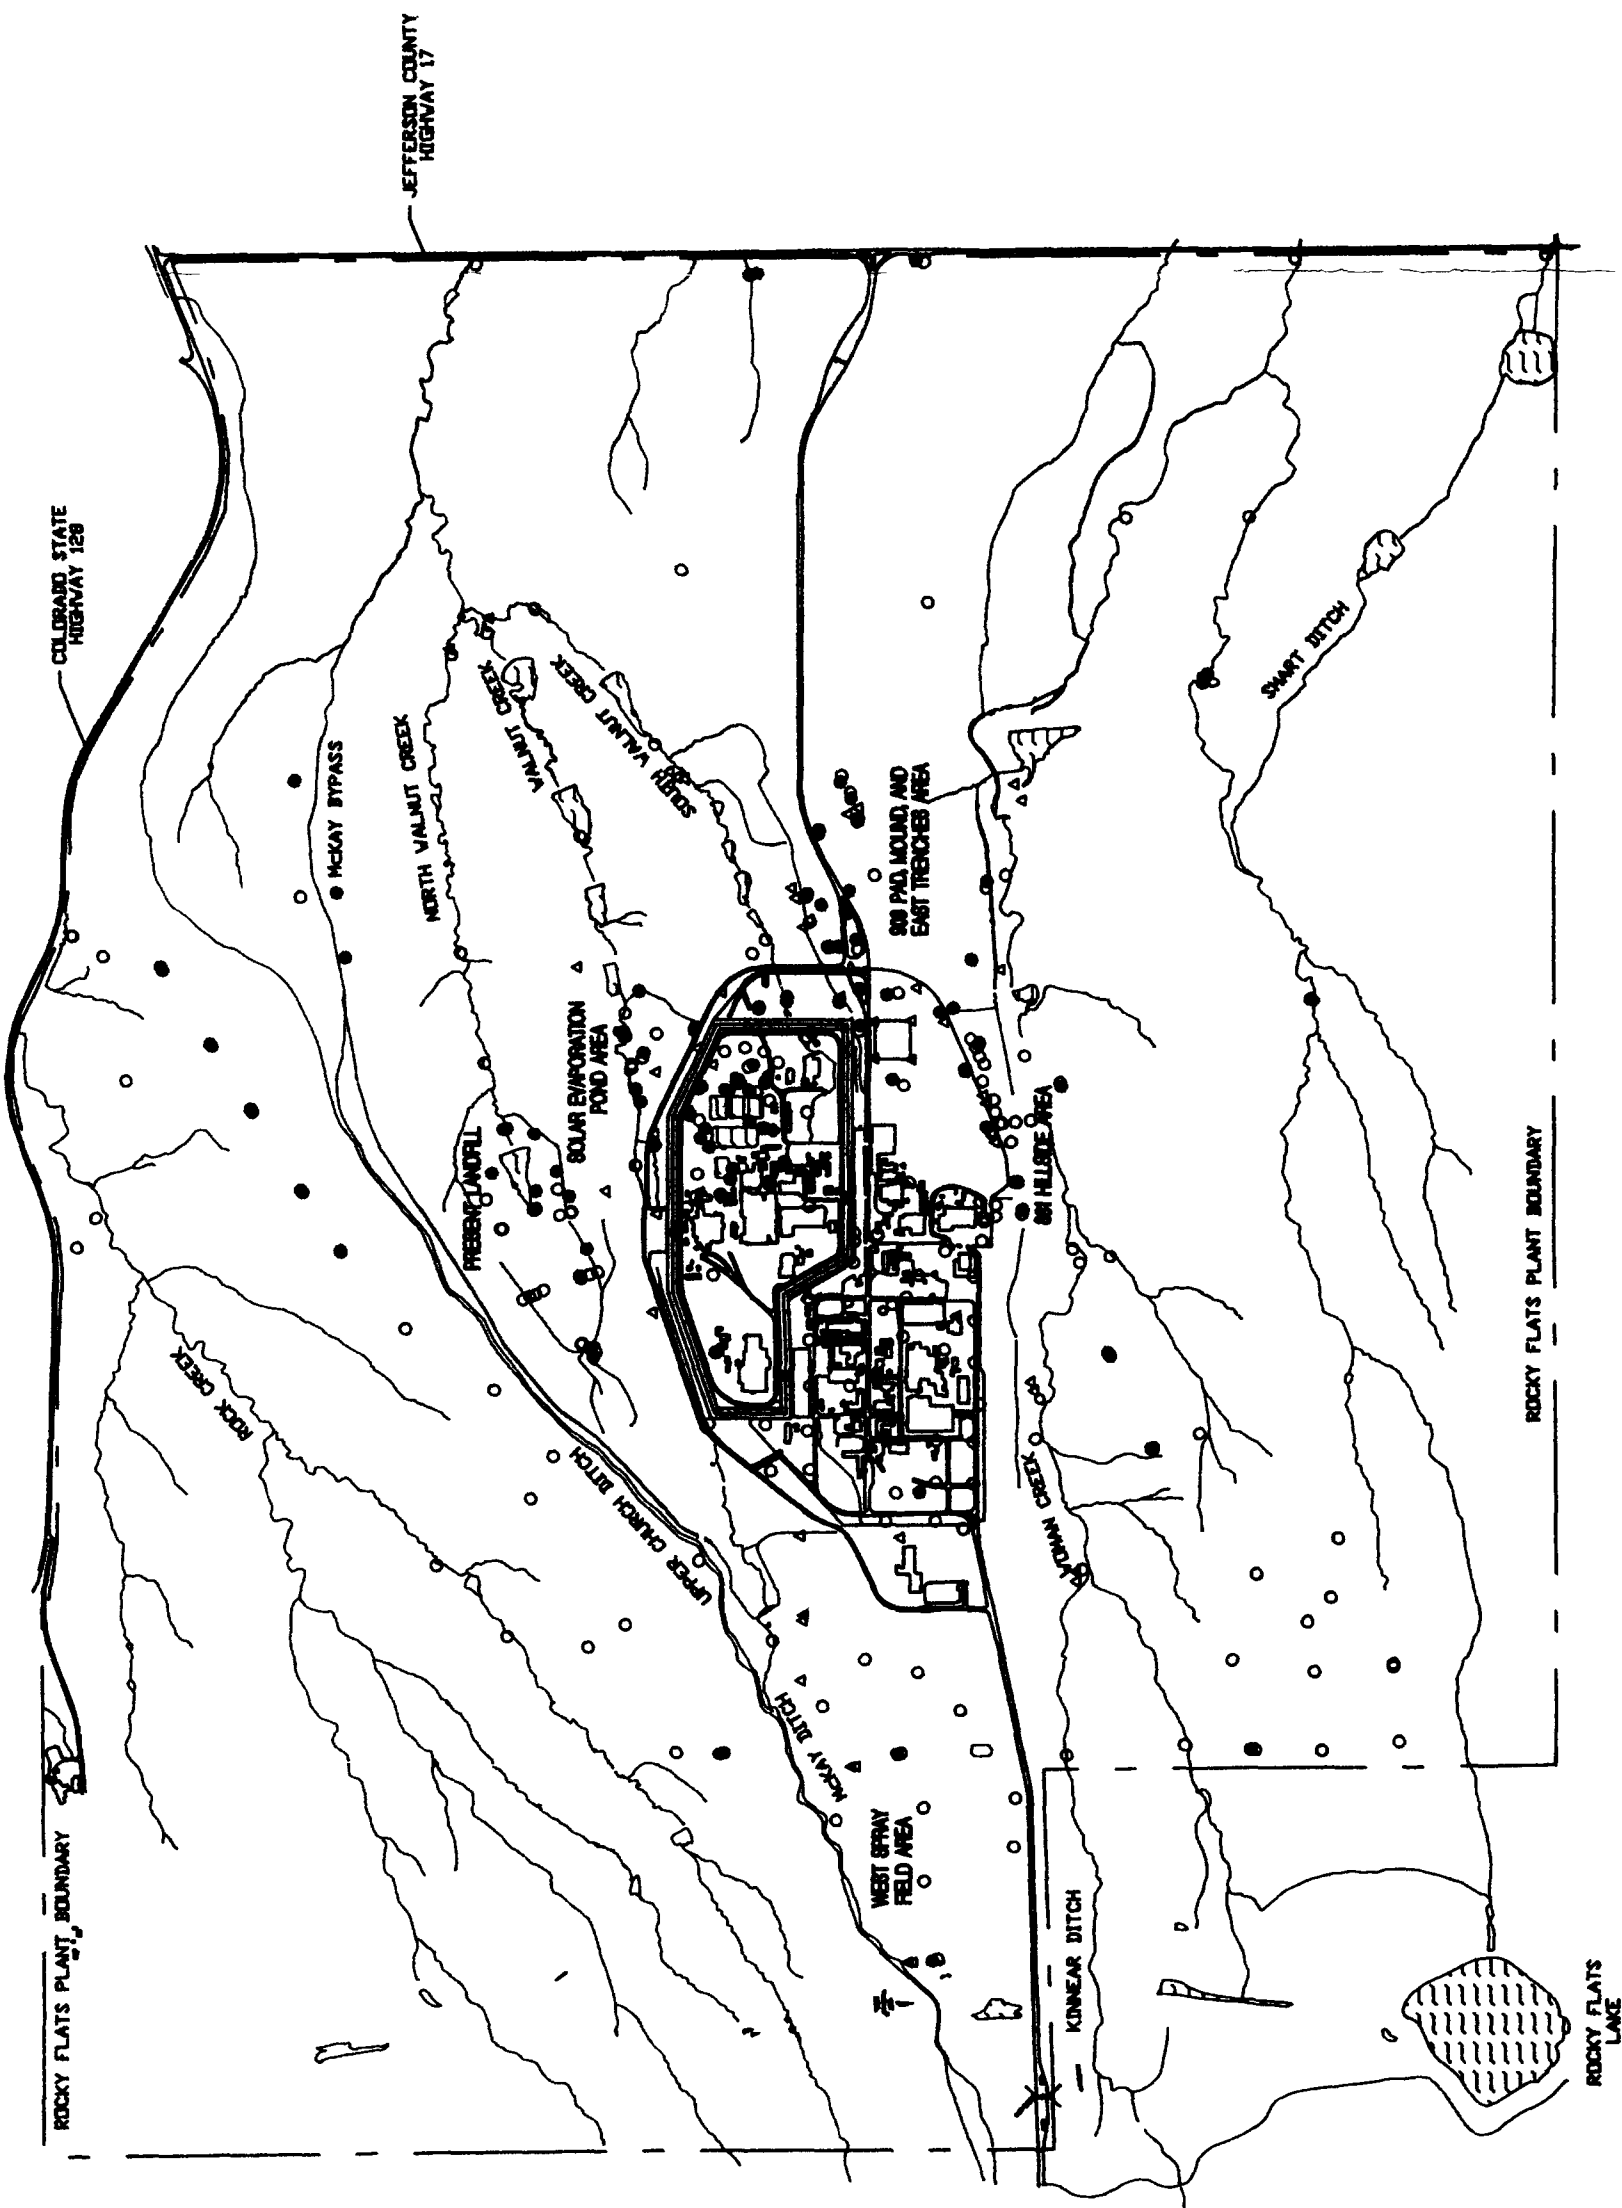 JEFFERSON COUNTY
HIGHWAY 17
COLORADO STATE
HIGHWAY 128
McKAY BYPASS
NORTH WALNUT CREEK
WALNUT CREEK
SOUTH WALNUT CREEK
SMART DITCH
903 PAD, MOUND, AND
EAST TRENCHES AREA
SOLAR EVAPORATION
POND AREA
PRESENT LANDFILL
881 HILLSIDE AREA
ROCK CREEK
UPPER CHURCH DITCH
WOMAN CREEK
ROCKY FLATS PLANT BOUNDARY
McKAY DITCH
WEST SPRAY
FIELD AREA
ROCKY FLATS PLANT BOUNDARY
KINNEAR DITCH
ROCKY FLATS
LAKE